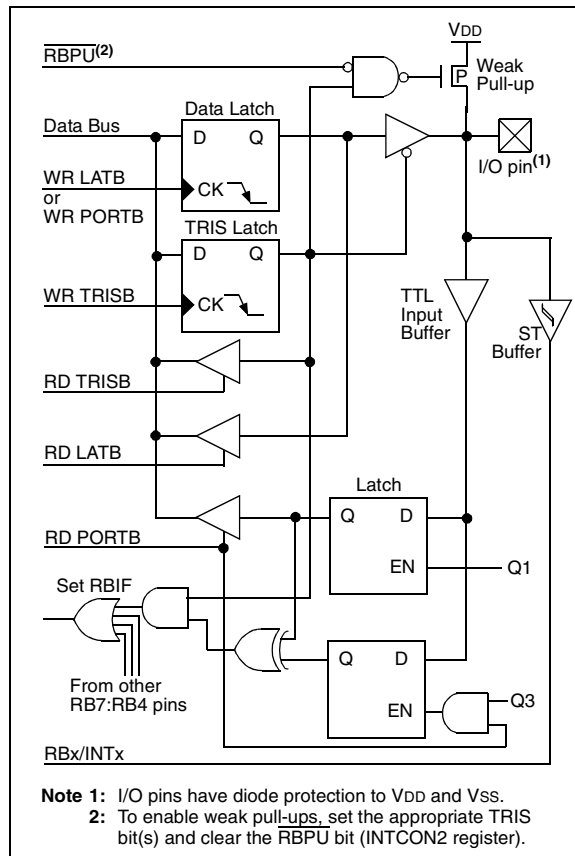 VDD
RBPU(2)
Weak
Pull-up
P
Data Latch
Data Bus
D Q
I/O pin(1)
WR LATB
or
WR PORTB
CK
TRIS Latch
D Q
TTL
Input
Buffer
ST
Buffer
WR TRISB
CK
RD TRISB
RD LATB
Latch
Q D
RD PORTB
EN
Q1
Set RBIF
Q D
From other
RB7:RB4 pins
EN
Q3
RBx/INTx
Note 1: I/O pins have diode protection to VDD and VSS.
2: To enable weak pull-ups, set the appropriate TRIS
bit(s) and clear the RBPU bit (INTCON2 register).